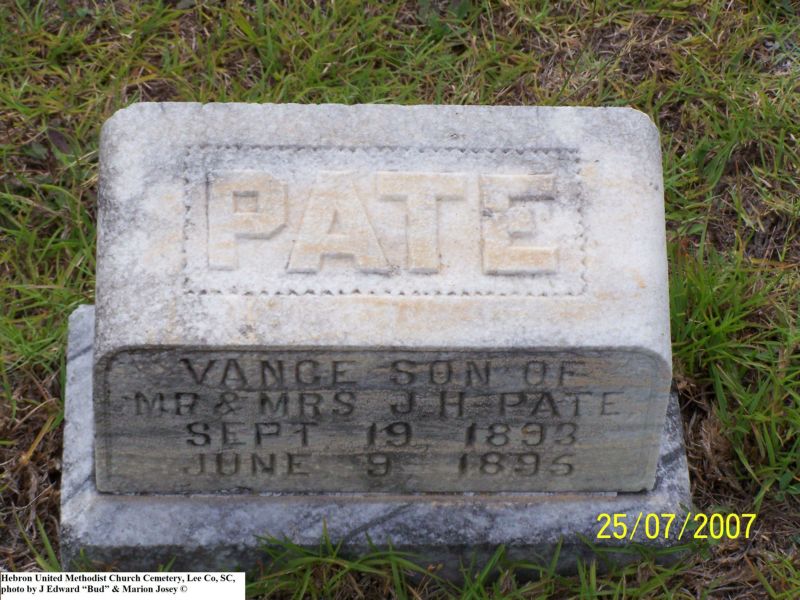 PATE
VANCE SON OF
MR & MRS J H PATE
SEPT 19, 1893
JUNE 9 1895
25/07/2007
Hebron United Methodist Church Cemetery, Lee Co, SC,
photo by J Edward “Bud” & Marion Josey ©